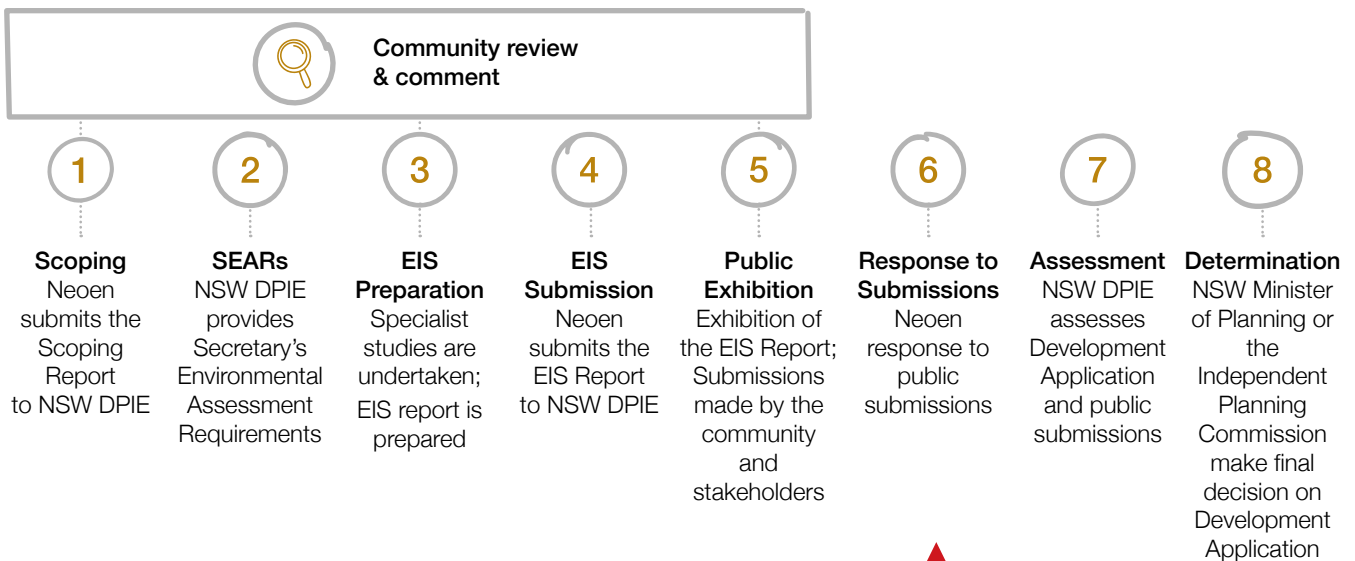 Community review
& comment
1
2
3
4
5
6
7
8
Scoping
Neoen
submits the
Scoping
Report
to NSW DPIE
SEARs
NSW DPIE
provides
Secretary’s
Environmental
Assessment
Requirements
EIS
Preparation
Specialist
studies are
undertaken;
EIS report is
prepared
EIS
Submission
Neoen
submits the
EIS Report
to NSW DPIE
Public
Exhibition
Exhibition of
the EIS Report;
Submissions
made by the
community
and
stakeholders
Response to
Submissions
Neoen
response to
public
submissions
Assessment
NSW DPIE
assesses
Development
Application
and public
submissions
Determination
NSW Minister
of Planning or
the
Independent
Planning
Commission
make final
decision on
Development
Application